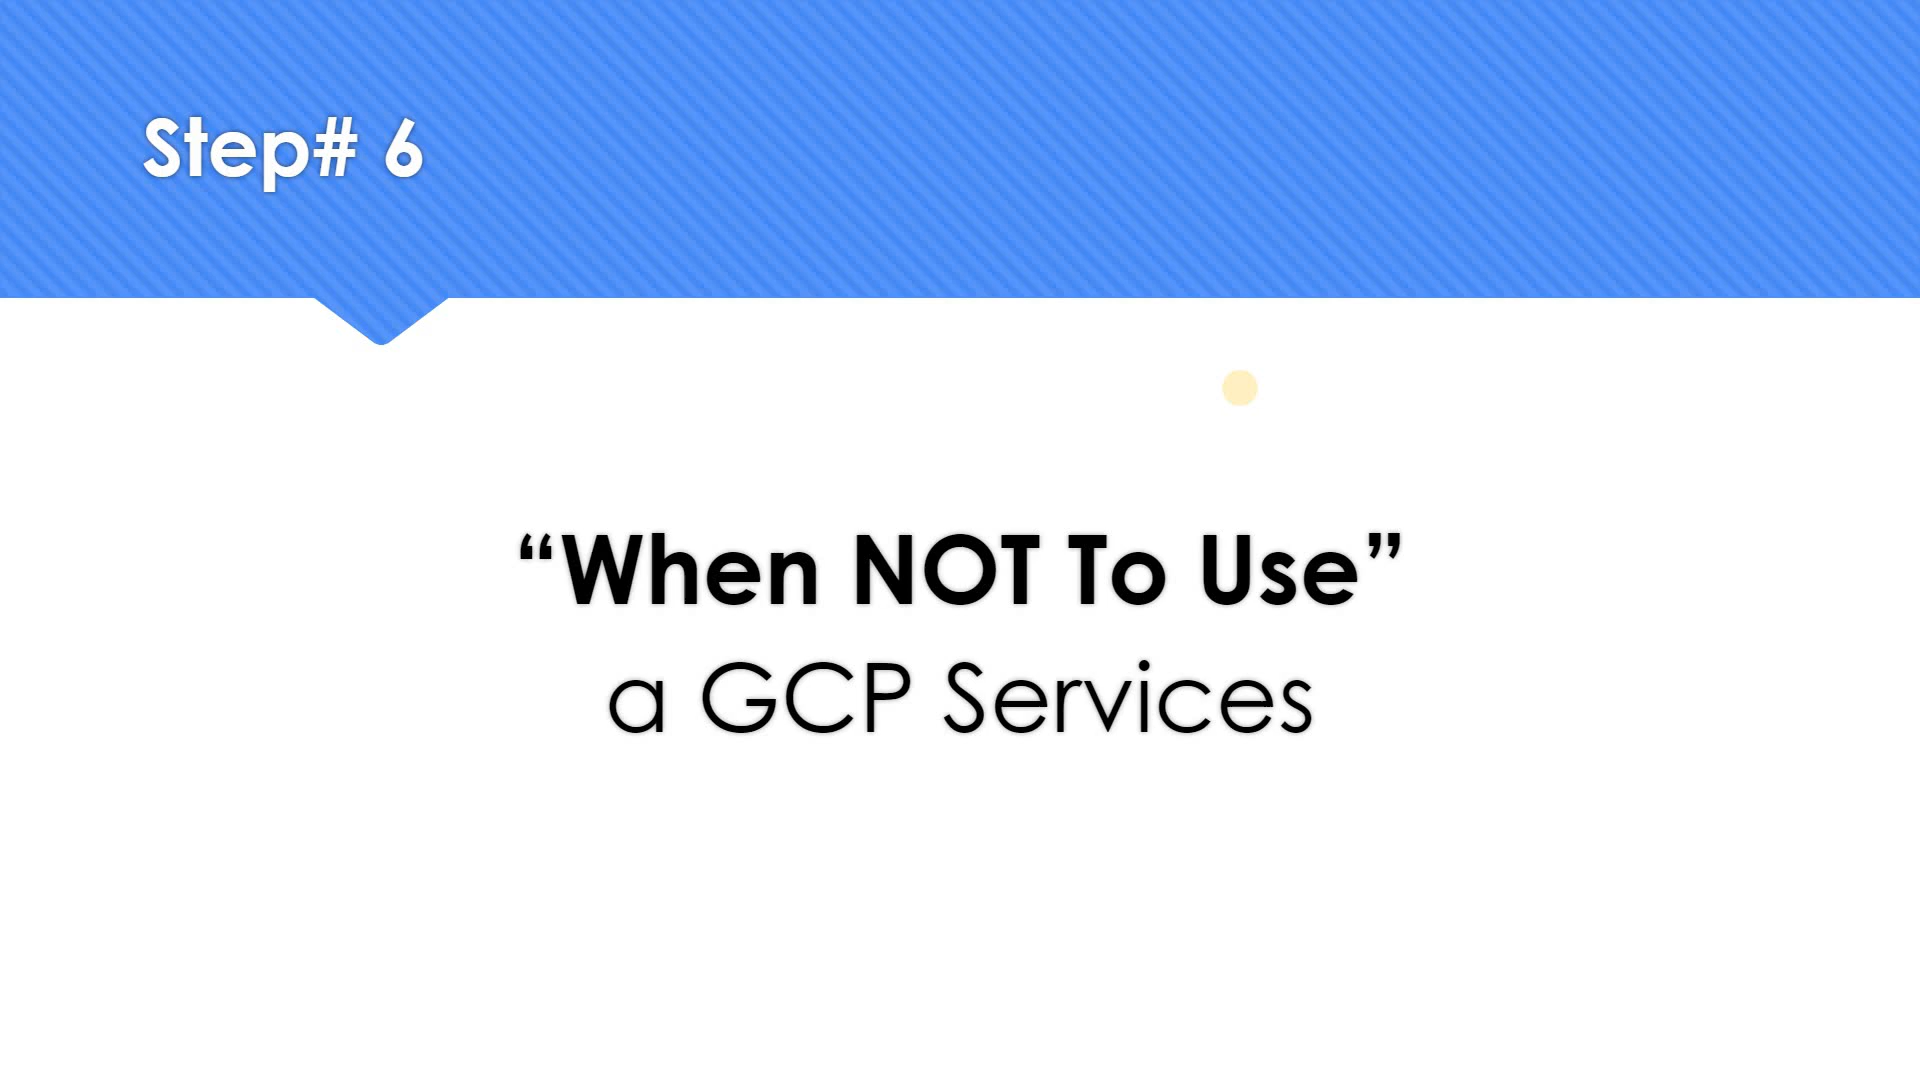 Step# 6
“When NOT To Use”
a GCP Services